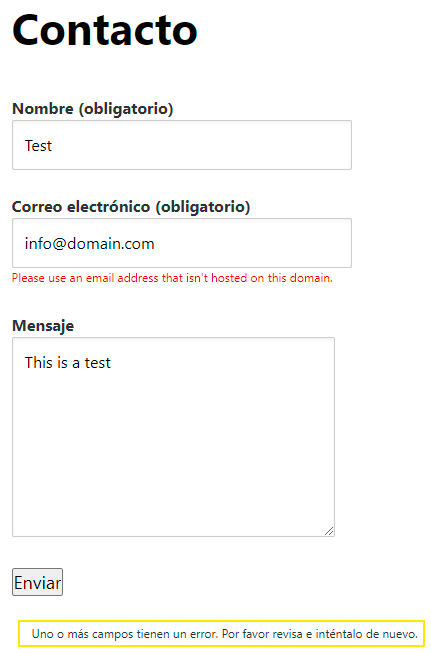 Contacto
Nombre (obligatorio)
Test
Correo electrónico (obligatorio)
info@domain.com
Please use an email address that isn't hosted on this domain.
Mensaje
This is a test
Enviar
Uno o más campos tienen un error. Por favor revisa e inténtalo de nuevo.